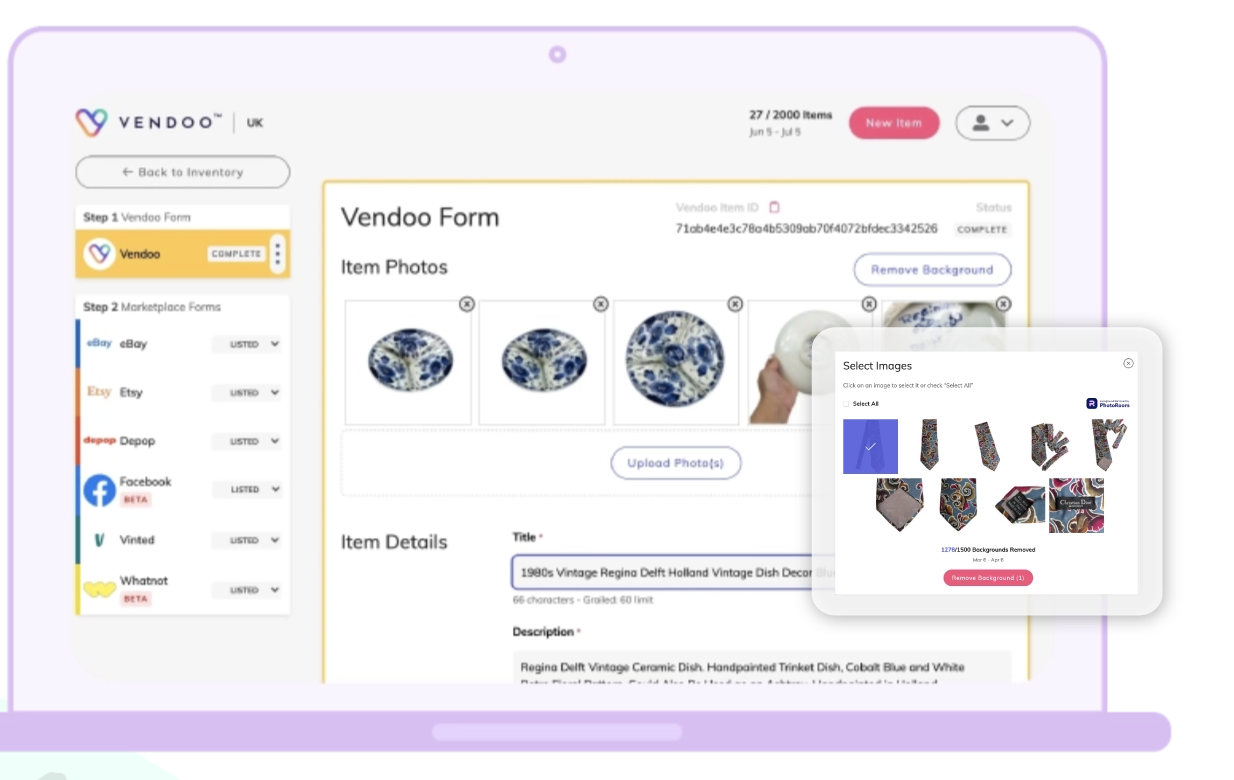 VENDOO™ | UK
27 / 2000 Items
Jun 5 - Jul 5
New Item
← Back to Inventory
Step 1 Vendoo Form
Vendoo COMPLETE
Step 2 Marketplace Forms
eBay eBay LISTED
Etsy Etsy LISTED
depop Depop LISTED
Facebook
BETA
LISTED
Vinted LISTED
Whatnot
BETA
LISTED
Vendoo Form
Vendoo Item ID
71ab4e4e3c78a4b5309ab70f4072bfdec3342526
Status
COMPLETE
Item Photos
Remove Background
Upload Photo(s)
Item Details
Title *
1980s Vintage Regina Delft Holland Vintage Dish Decor Blu
66 characters - Grailed: 60 limit
Description *
Regina Delft Vintage Ceramic Dish. Handpainted Trinket Dish, Cobalt Blue and White
Select Images
Click on an image to select it or check "Select All"
Select All
PhotoRoom
Christian Dior
1278/1500 Backgrounds Removed
Mar 6 - Apr 6
Remove Background (1)